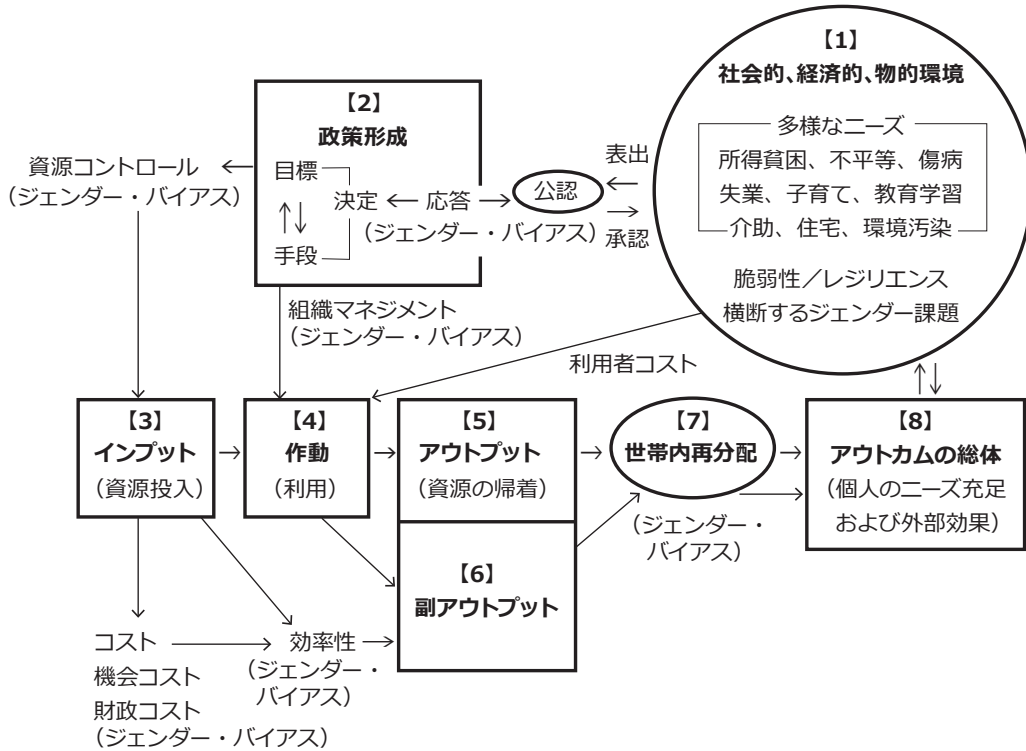 【1】
社会的、経済的、物的環境
多様なニーズ
所得貧困、不平等、傷病
失業、子育て、教育学習
介助、住宅、環境汚染
脆弱性／レジリエンス
横断するジェンダー課題
【2】
政策形成
目標
決定
手段
応答
(ジェンダー・バイアス)
公認
表出
承認
資源コントロール
(ジェンダー・バイアス)
組織マネジメント
(ジェンダー・バイアス)
利用者コスト
【3】
インプット
(資源投入)
【4】
作動
(利用)
【5】
アウトプット
(資源の帰着)
【6】
副アウトプット
【7】
世帯内再分配
(ジェンダー・
バイアス)
【8】
アウトカムの総体
(個人のニーズ充足
および外部効果)
コスト
機会コスト
財政コスト
(ジェンダー・バイアス)
効率性
(ジェンダー・
バイアス)